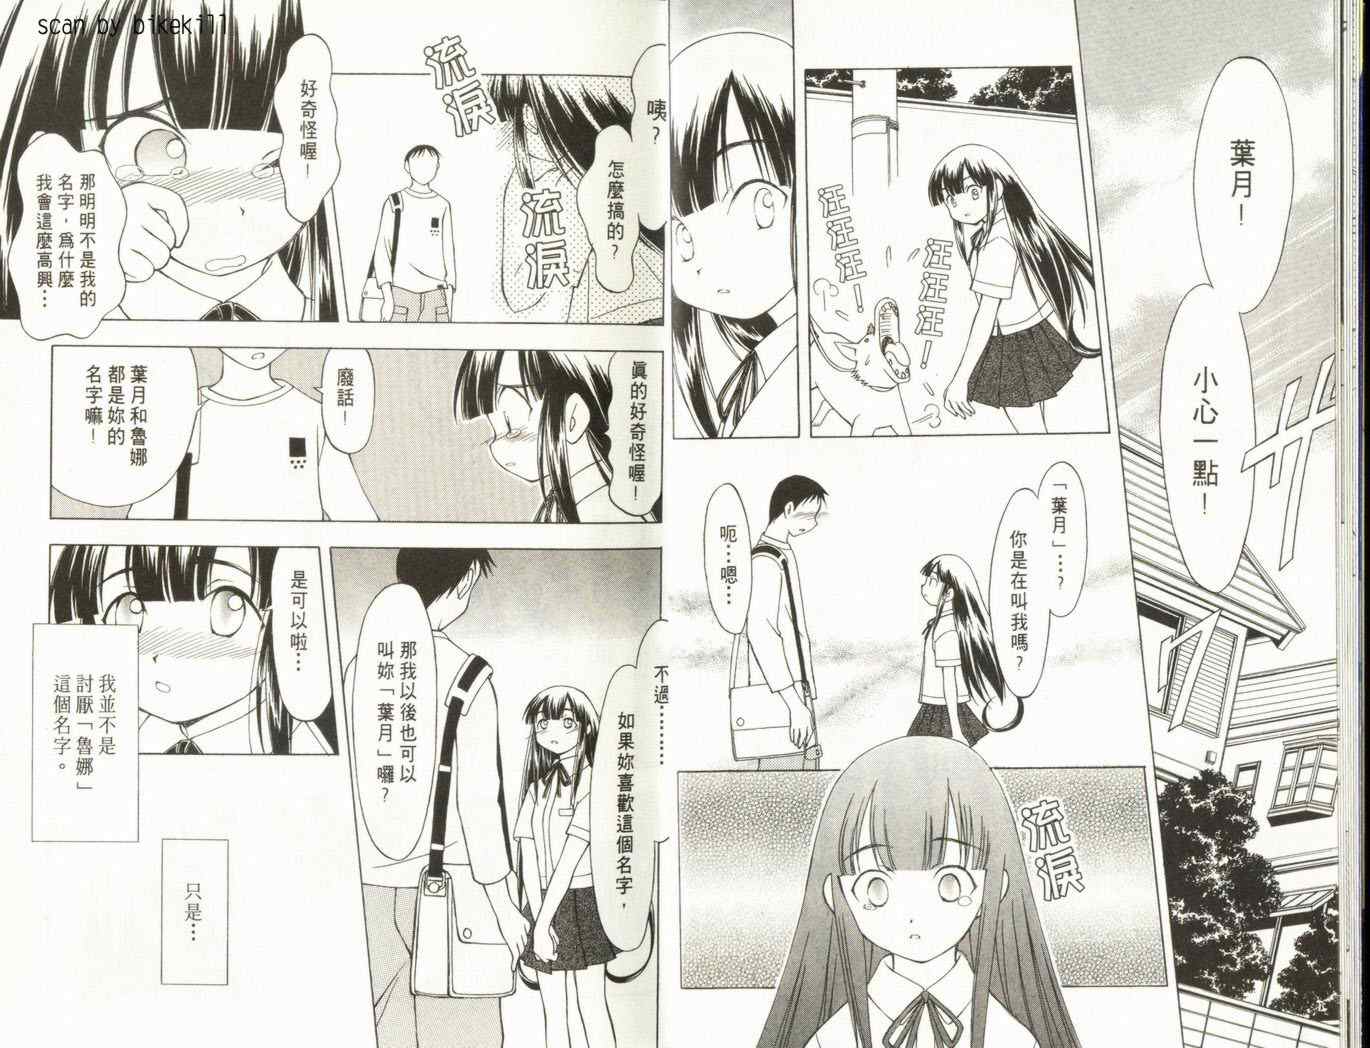 scan by bikekill
葉月！
小心一點！
汪汪汪！
汪汪汪！
「葉月」…？
你是在叫我嗎？
呃…嗯…
流淚
咦？
怎麼搞的？
流淚
流淚
好奇怪喔！
那明明不是我的
名字，為什麼
我會這麼高興…
真的好奇怪喔！
廢話！
葉月和魯娜
都是妳的
名字嘛！
不過………
如果妳喜歡這個名字，
那我以後也可以
叫妳「葉月」囉？
是可以啦…
我並不是
討厭「魯娜」
這個名字。
只是…